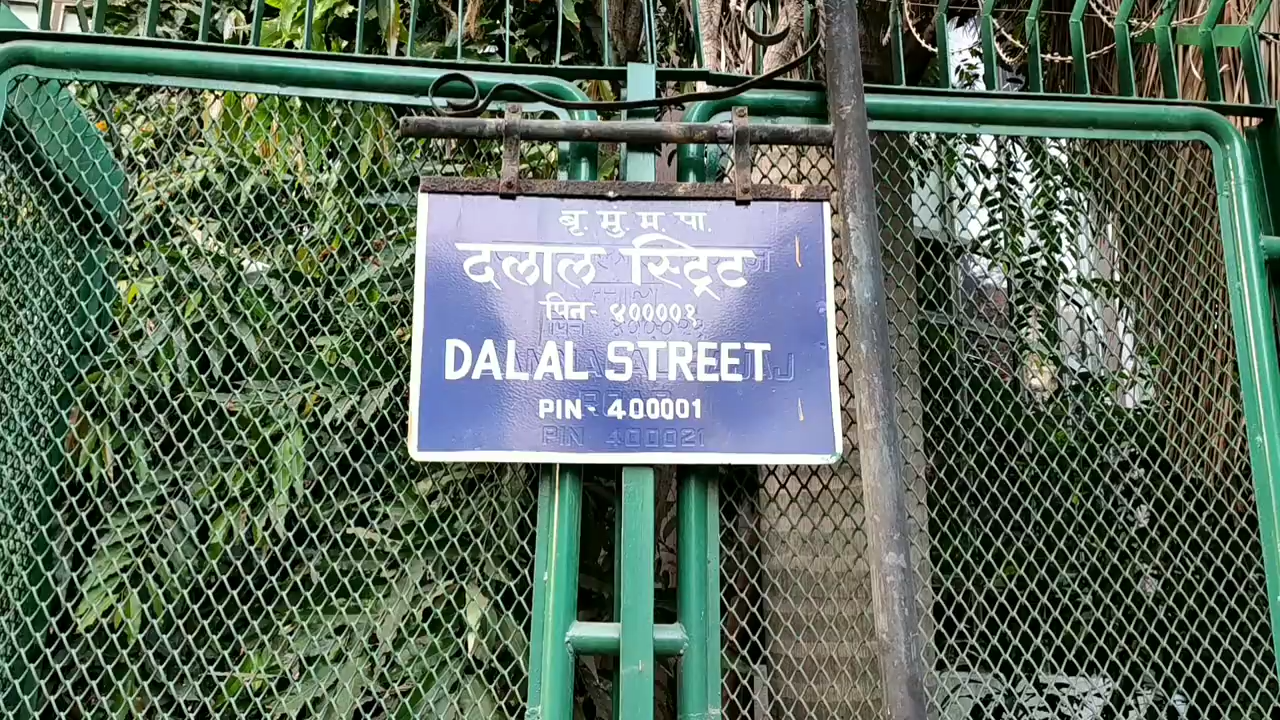 बृ. मुं. म. पा.
दलाल स्ट्रिट
पिन- ४००००१
DALAL STREET
PIN- 400001
PIN 400021